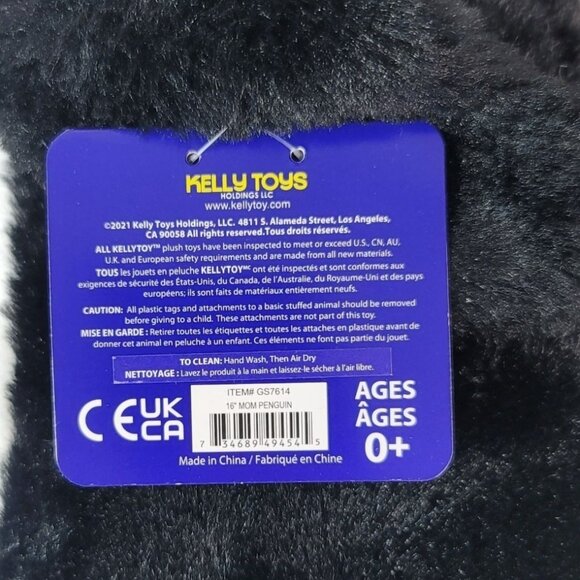 KELLY TOYS
HOLDINGS LLC
www.kellytoy.com
©2021 Kelly Toys Holdings, LLC. 4811 S. Alameda Street, Los Angeles,
CA 90058 All rights reserved.Tous droits réservés.
ALL KELLYTOY™ plush toys have been inspected to meet or exceed U.S., CN, AU,
U.K. and European safety requirements and are made from all new materials.
TOUS les jouets en peluche KELLYTOYMC ont été inspectés et sont conformes aux
exigences de sécurité des États-Unis, du Canada, de l'Australie, du Royaume-Uni et des pays
européens; ils sont faits de matériaux entièrement neufs.
CAUTION: All plastic tags and attachments to a basic stuffed animal should be removed
before giving to a child. These attachments are not part of this toy.
MISE EN GARDE : Retirer toutes les étiquettes et toutes les attaches en plastique avant de
donner cet animal en peluche à un enfant. Ces éléments ne font pas partie du jouet.
TO CLEAN: Hand Wash, Then Air Dry
NETTOYAGE : Lavez le produit à la main et laissez-le sécher à l'air libre.
CE UK
CA
ITEM# GS7614
16" MOM PENGUIN
7 34689 49454 5
Made in China / Fabriqué en Chine
AGES
ÂGES
0+